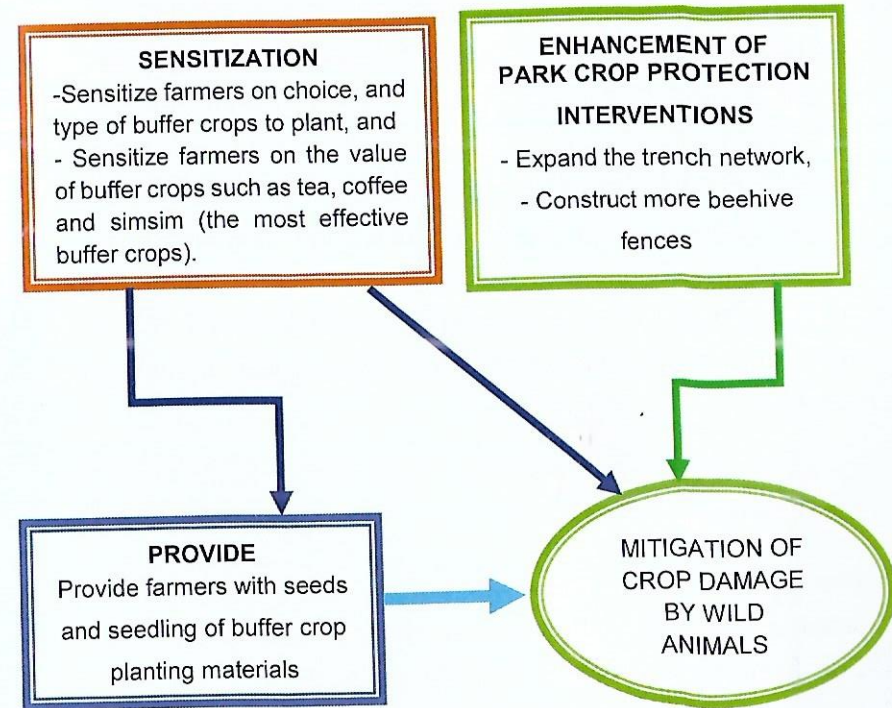 SENSITIZATION
-Sensitize farmers on choice, and
type of buffer crops to plant, and
- Sensitize farmers on the value
of buffer crops such as tea, coffee
and simsim (the most effective
buffer crops).
ENHANCEMENT OF
PARK CROP PROTECTION
INTERVENTIONS
- Expand the trench network,
- Construct more beehive
fences
PROVIDE
Provide farmers with seeds
and seedling of buffer crop
planting materials
MITIGATION OF
CROP DAMAGE
BY WILD
ANIMALS